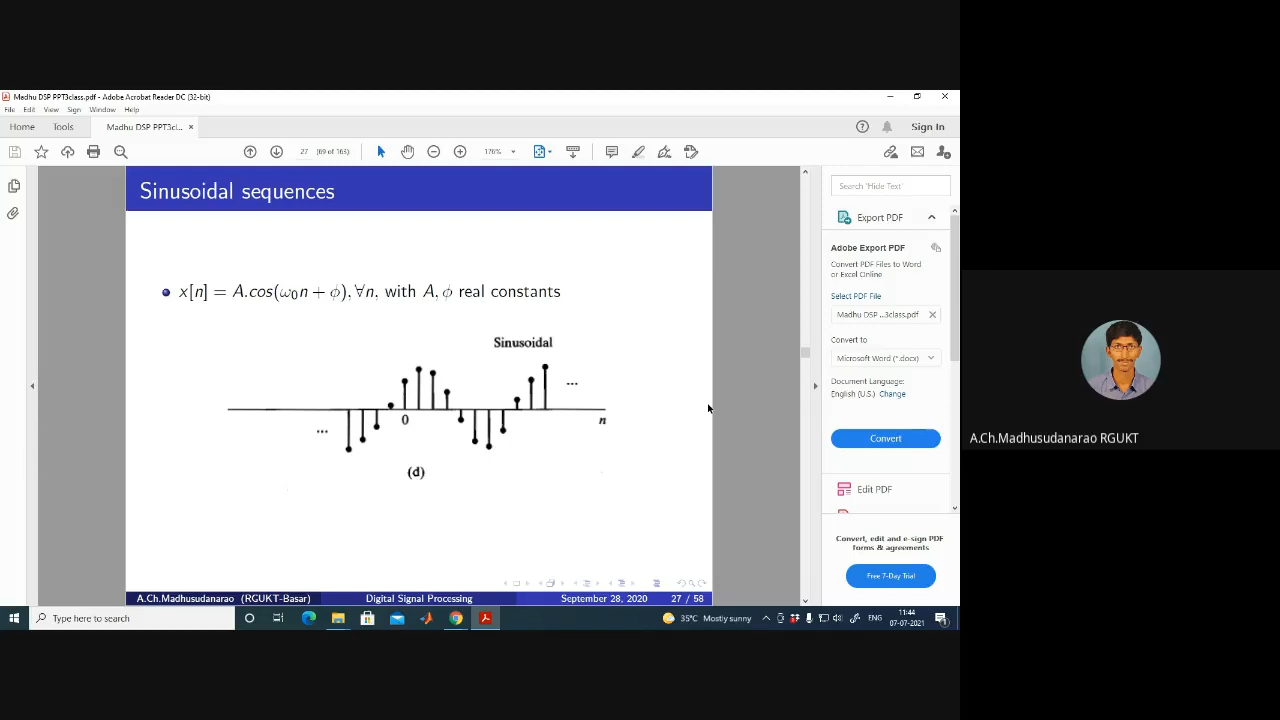 Madhu DSP PPT3class.pdf - Adobe Acrobat Reader DC (32-bit)
File Edit View Sign Window Help
Home Tools Madhu DSP PPT3cl... × Sign In
27 (69 of 163) 176%
Sinusoidal sequences
x[n] = A.cos(ω₀n + ϕ), ∀n, with A, ϕ real constants
Sinusoidal
...
...
0
n
(d)
A.Ch.Madhusudanarao (RGUKT-Basar) Digital Signal Processing September 28, 2020 27 / 58
Search 'Hide Text'
Export PDF
Adobe Export PDF
Convert PDF Files to Word
or Excel Online
Select PDF File
Madhu DSP ...3class.pdf ×
Convert to
Microsoft Word (*.docx)
Document Language:
English (U.S.) Change
Convert
Edit PDF
Convert, edit and e-sign PDF
forms & agreements
Free 7-Day Trial
Type here to search
35°C Mostly sunny ENG 11:44
07-07-2021
A.Ch.Madhusudanarao RGUKT